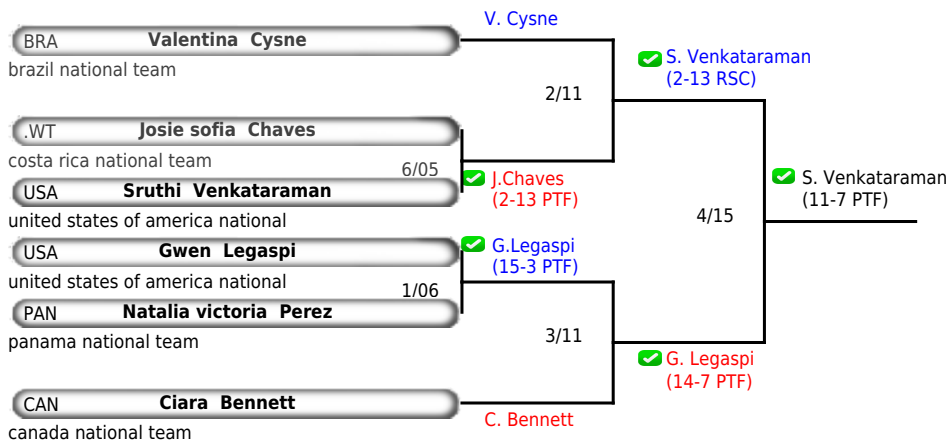 V. Cysne
BRA Valentina Cysne
brazil national team
S. Venkataraman
(2-13 RSC)
2/11
.WT Josie sofia Chaves
costa rica national team
6/05
J.Chaves
(2-13 PTF)
USA Sruthi Venkataraman
united states of america national
S. Venkataraman
(11-7 PTF)
4/15
USA Gwen Legaspi
united states of america national
G.Legaspi
(15-3 PTF)
1/06
PAN Natalia victoria Perez
panama national team
3/11
G. Legaspi
(14-7 PTF)
CAN Ciara Bennett
canada national team
C. Bennett